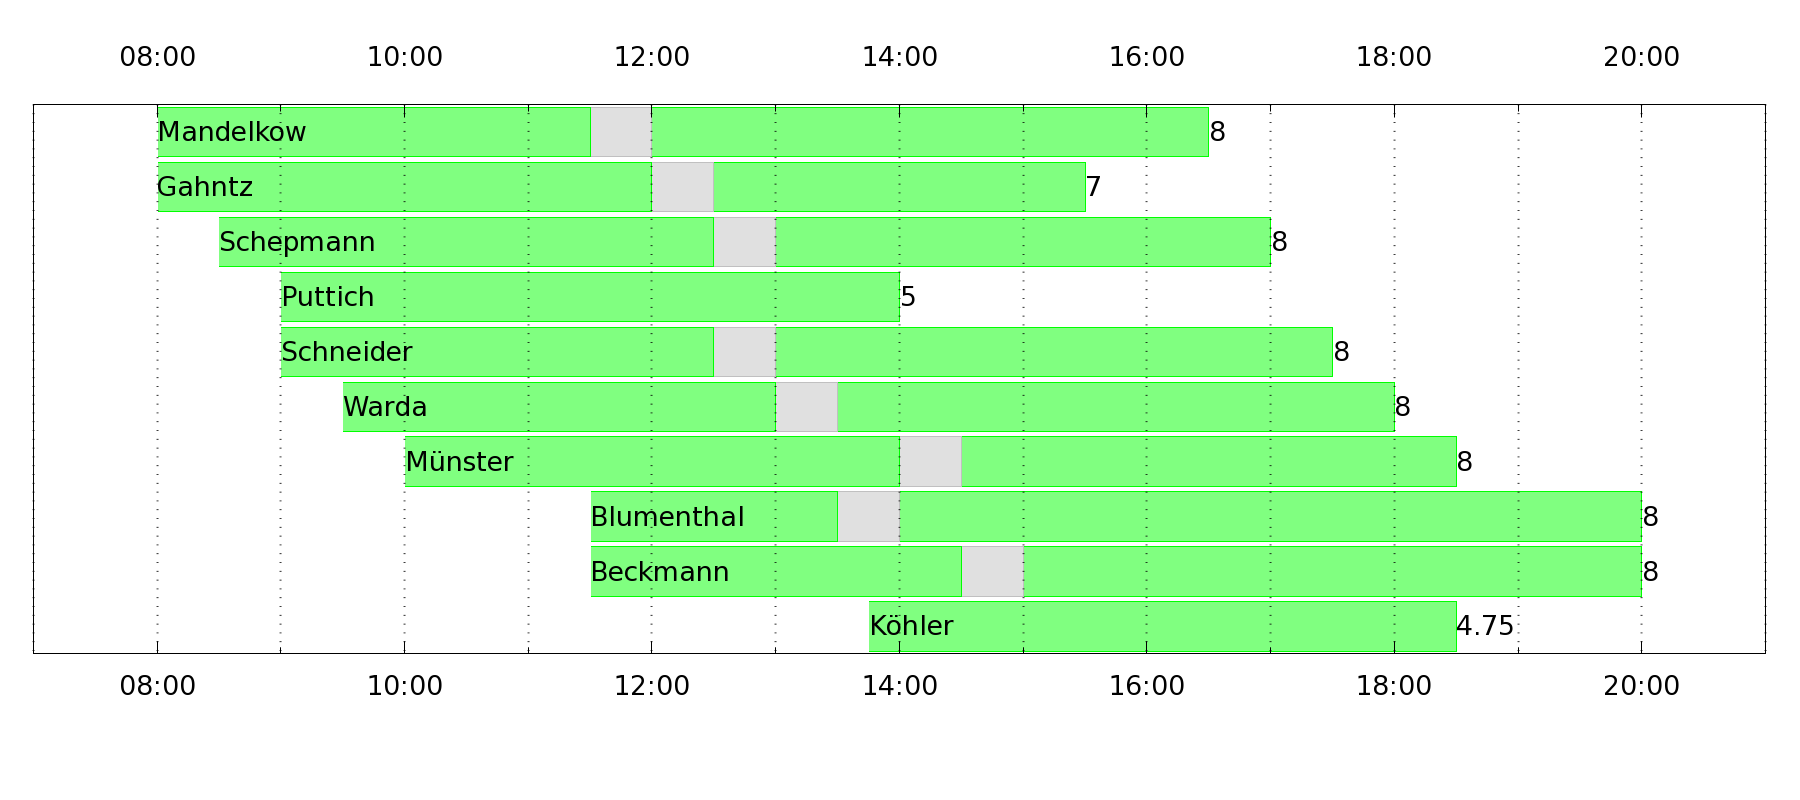 08:00 10:00 12:00 14:00 16:00 18:00 20:00
Mandelkow 8
Gahntz 7
Schepmann 8
Puttich 5
Schneider 8
Warda 8
Münster 8
Blumenthal 8
Beckmann 8
Köhler 4.75
08:00 10:00 12:00 14:00 16:00 18:00 20:00